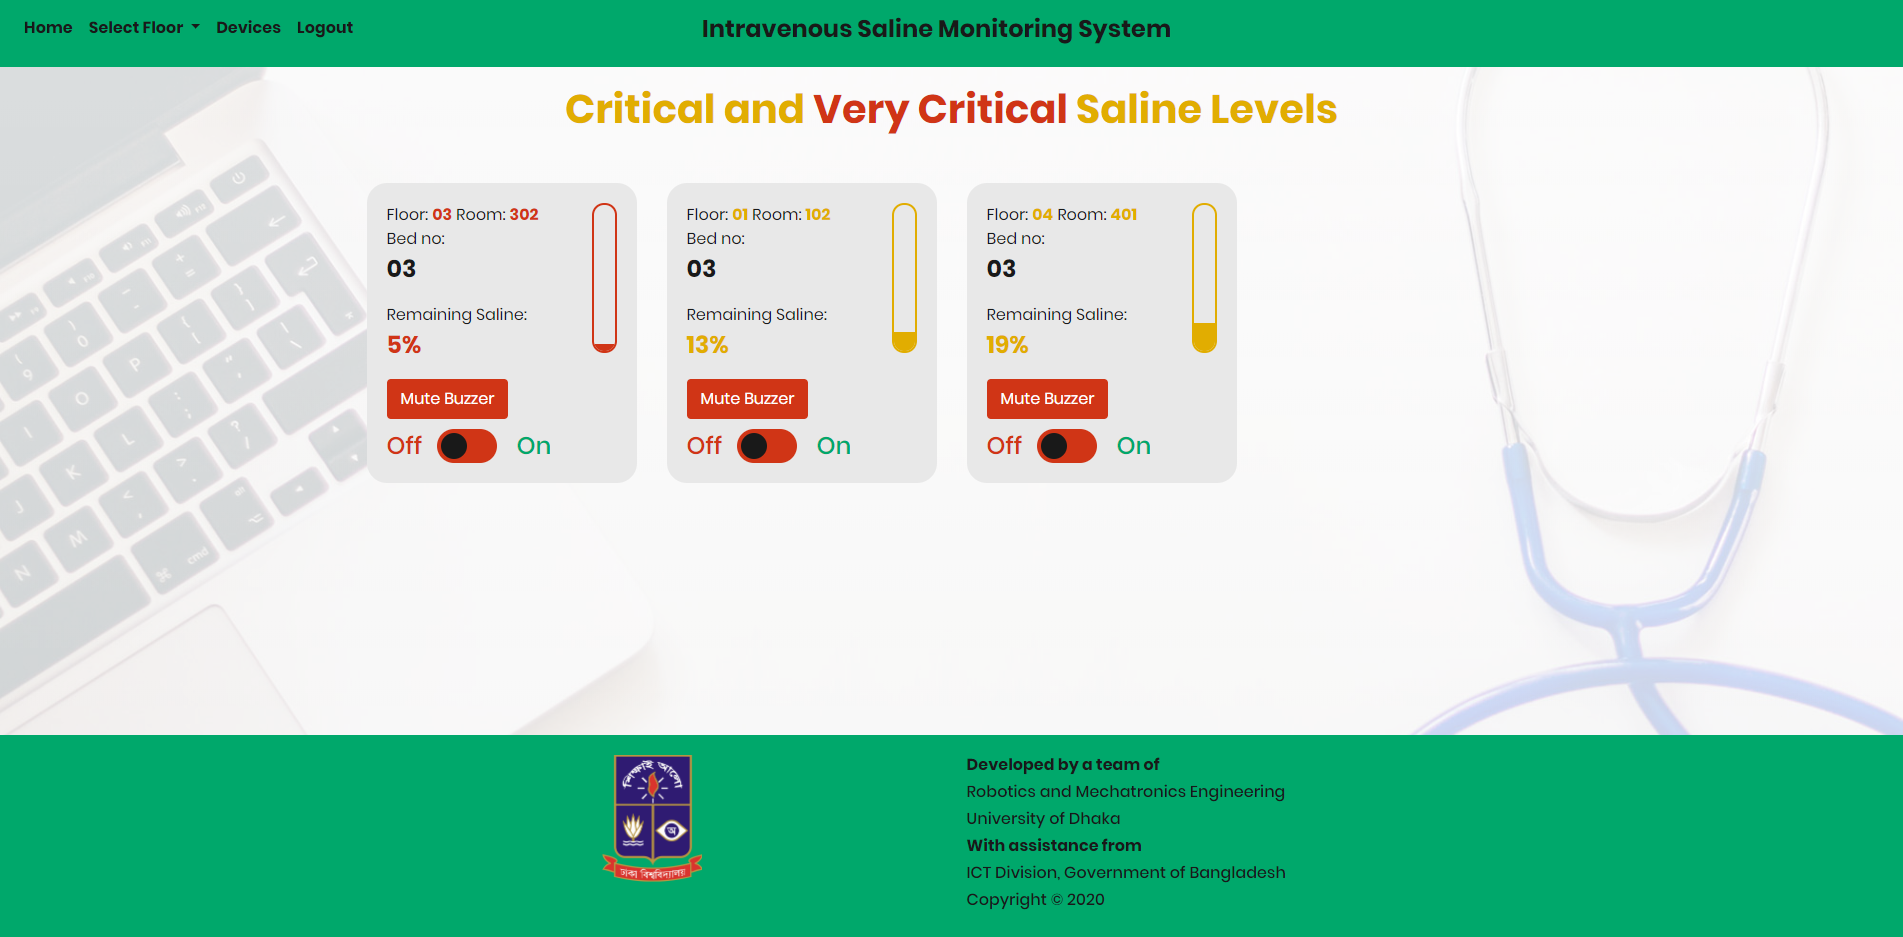 Home Select Floor Devices Logout
Intravenous Saline Monitoring System
Critical and Very Critical Saline Levels
Floor: 03 Room: 302
Bed no:
03
Remaining Saline:
5%
Mute Buzzer
Off On
Floor: 01 Room: 102
Bed no:
03
Remaining Saline:
13%
Mute Buzzer
Off On
Floor: 04 Room: 401
Bed no:
03
Remaining Saline:
19%
Mute Buzzer
Off On
শিক্ষাই আলো
অ
ঢাকা বিশ্ববিদ্যালয়
Developed by a team of
Robotics and Mechatronics Engineering
University of Dhaka
With assistance from
ICT Division, Government of Bangladesh
Copyright © 2020